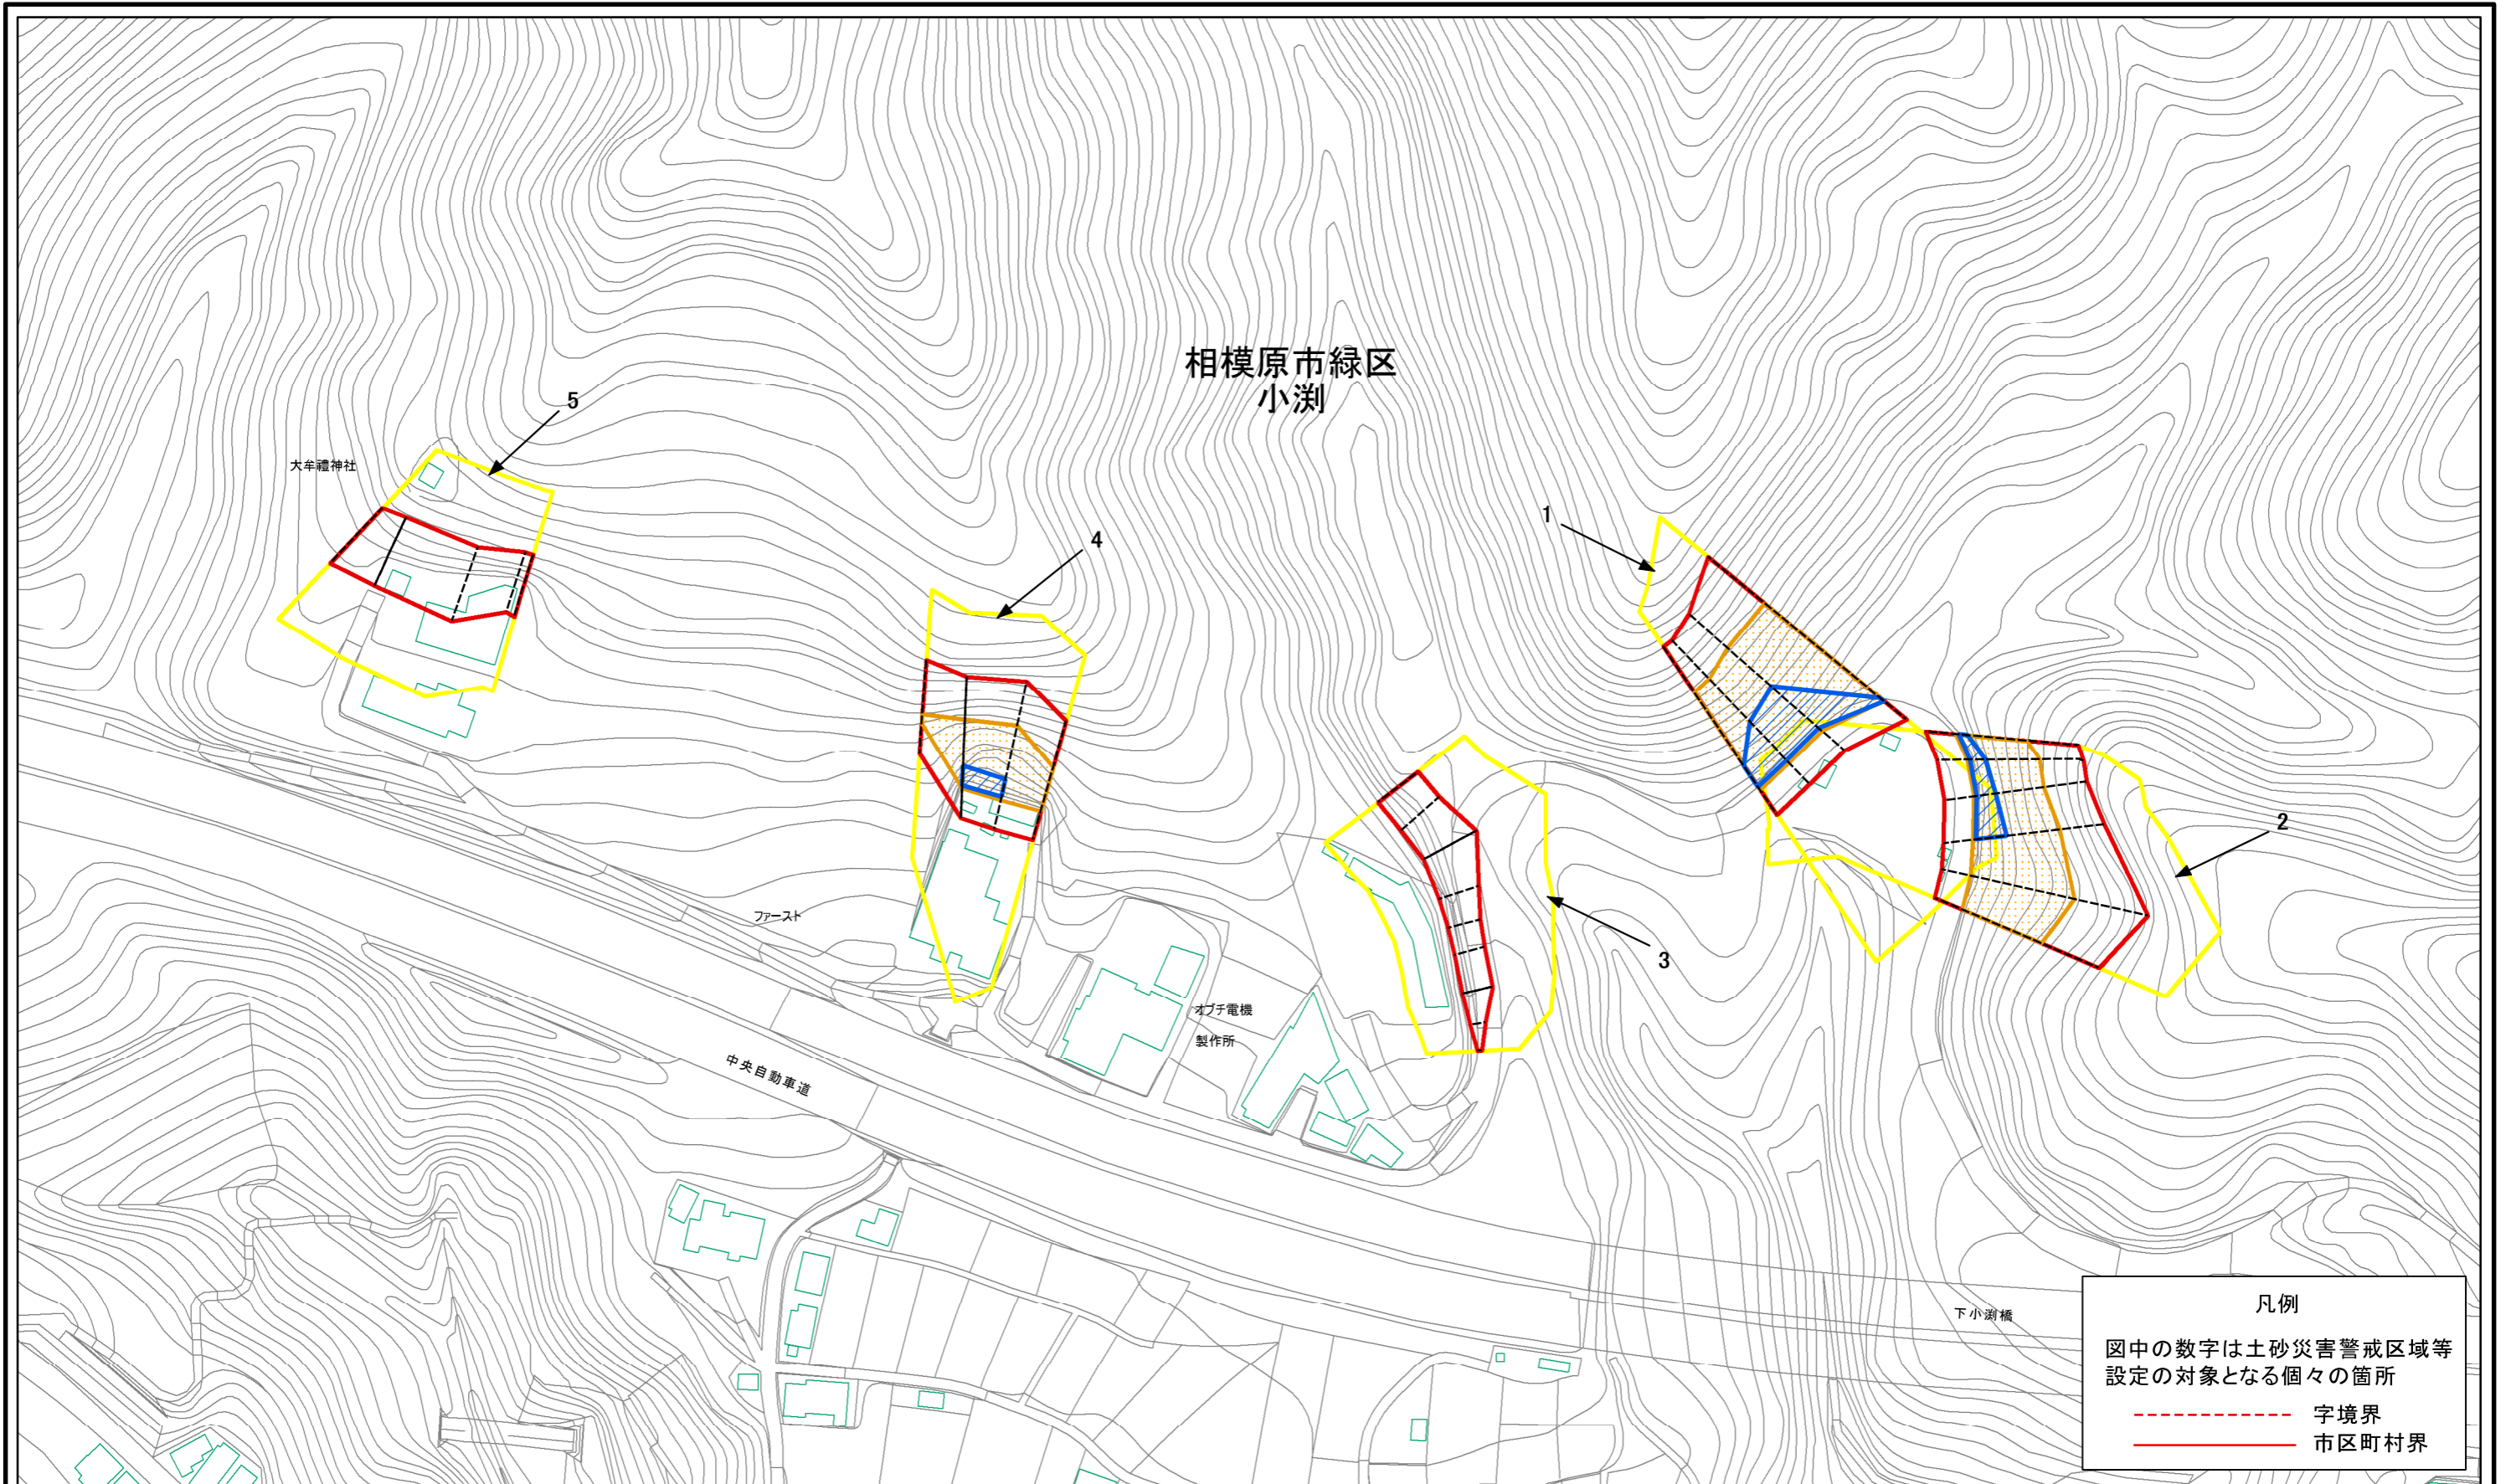 相模原市緑区
小渕
5
大牟禮神社
1
4
2
ファースト
3
オブチ電機
製作所
中央自動車道
下小渕橋
凡例
図中の数字は土砂災害警戒区域等
設定の対象となる個々の箇所
字境界
市区町村界